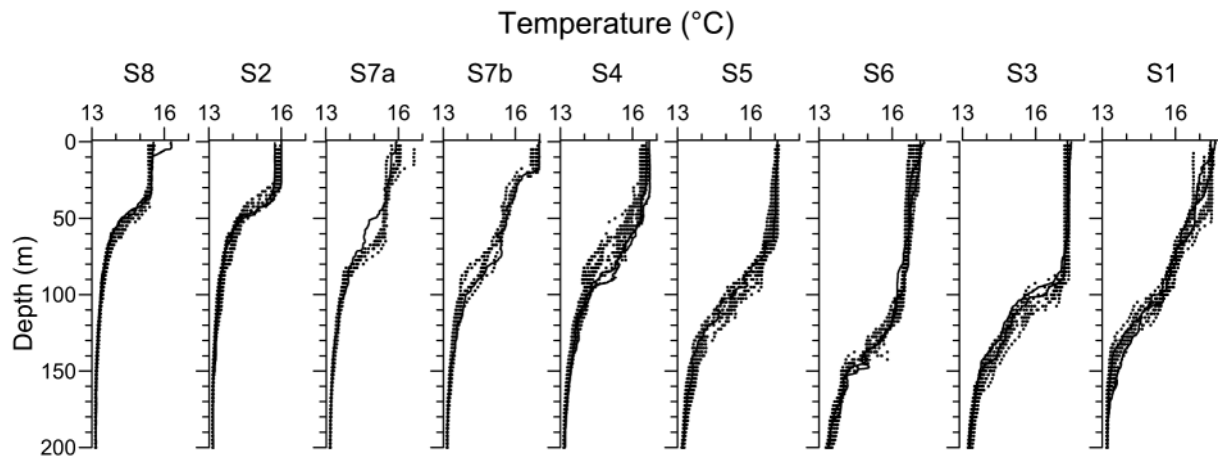 Temperature (°C)
S8 S2 S7a S7b S4 S5 S6 S3 S1
13 16 13 16 13 16 13 16 13 16 13 16 13 16 13 16 13 16
0
50
100
150
200
Depth (m)